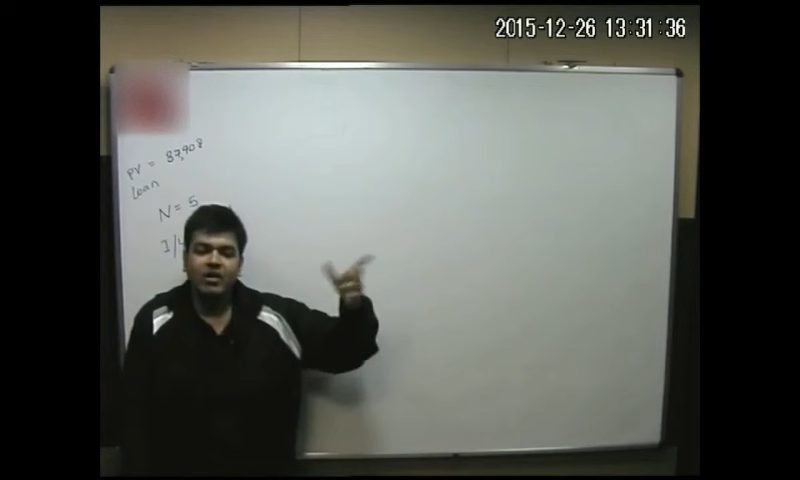 2015-12-26 13:31:36
PV = 87,908
Loan
N = 5
I/Y